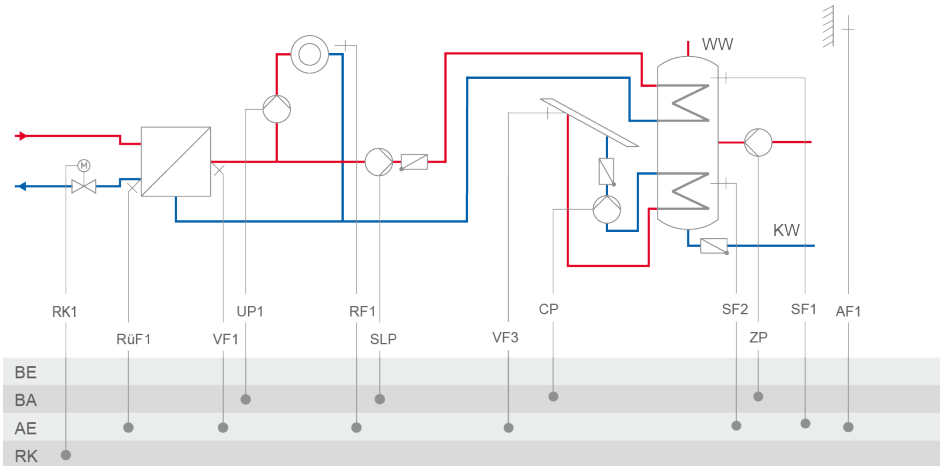 WW
M
KW
RK1 UP1 RF1 CP SF2 SF1 AF1
RüF1 VF1 SLP VF3 ZP
BE
BA
AE
RK